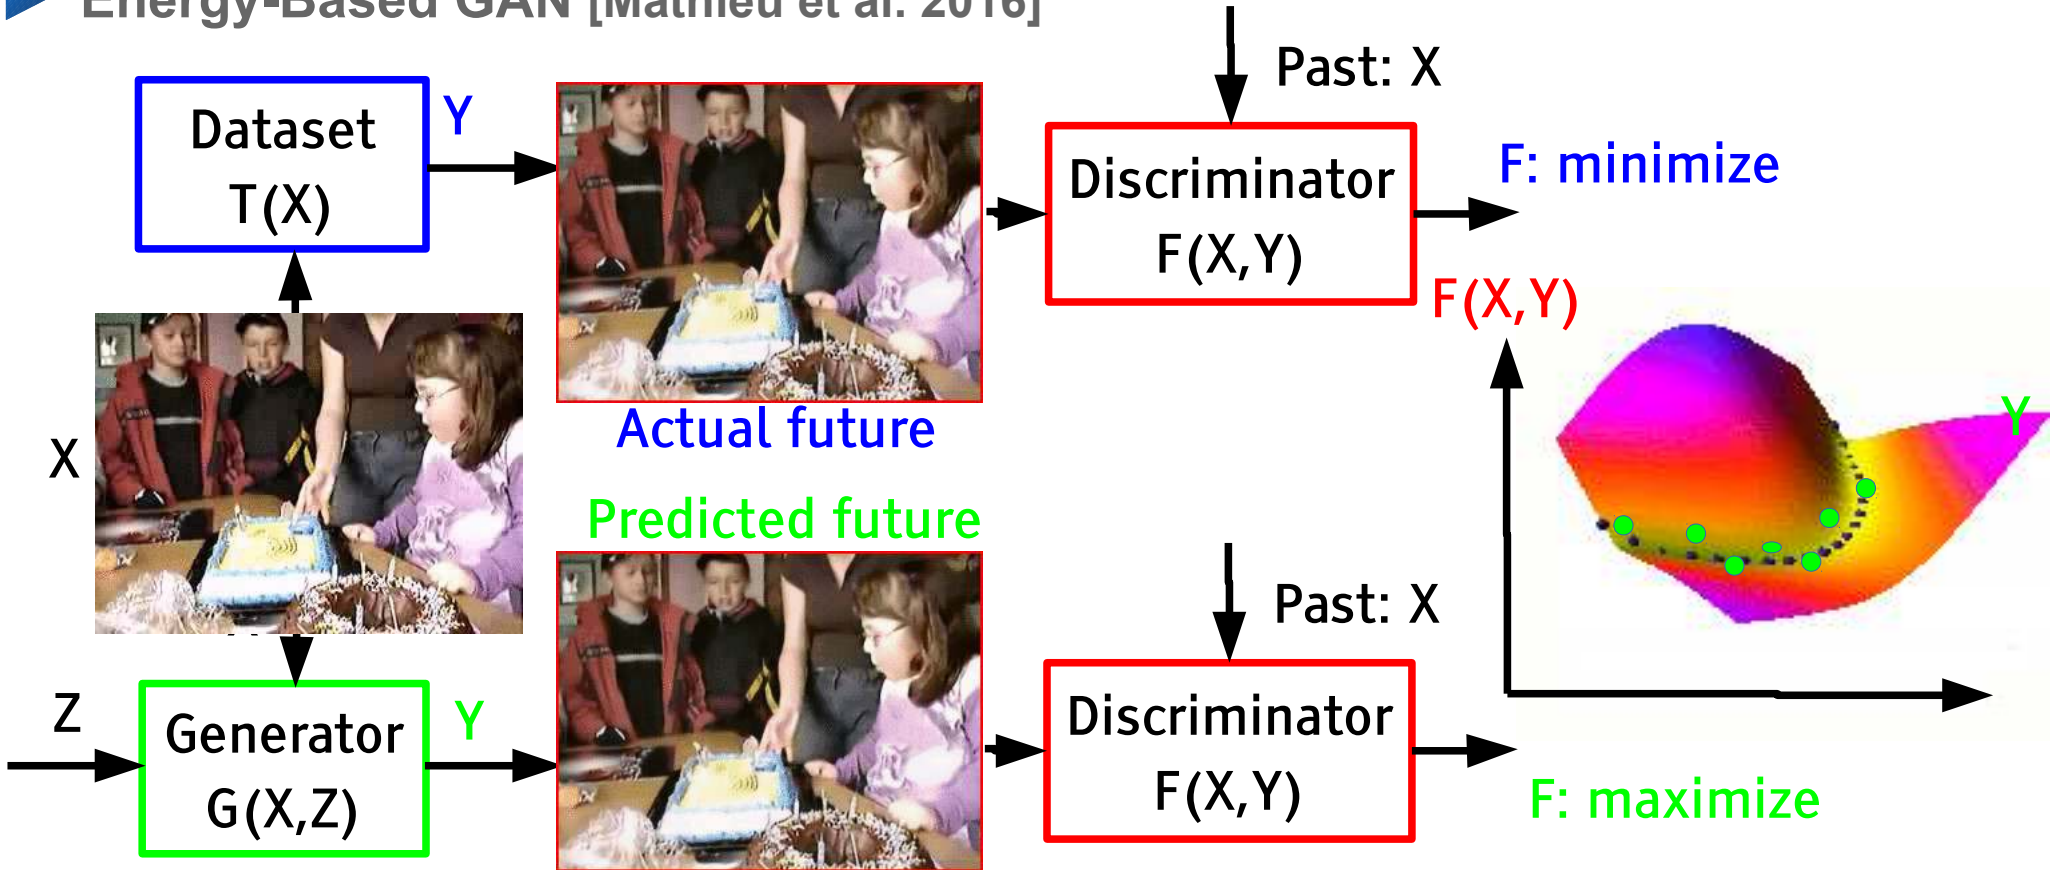 Energy-Based GAN [Mathieu et al. 2016]
Past: X
Dataset
T(X)
Y
Discriminator
F(X,Y)
F: minimize
F(X,Y)
Actual future
X
Y
Predicted future
Past: X
Z
Generator
G(X,Z)
Y
Discriminator
F(X,Y)
F: maximize